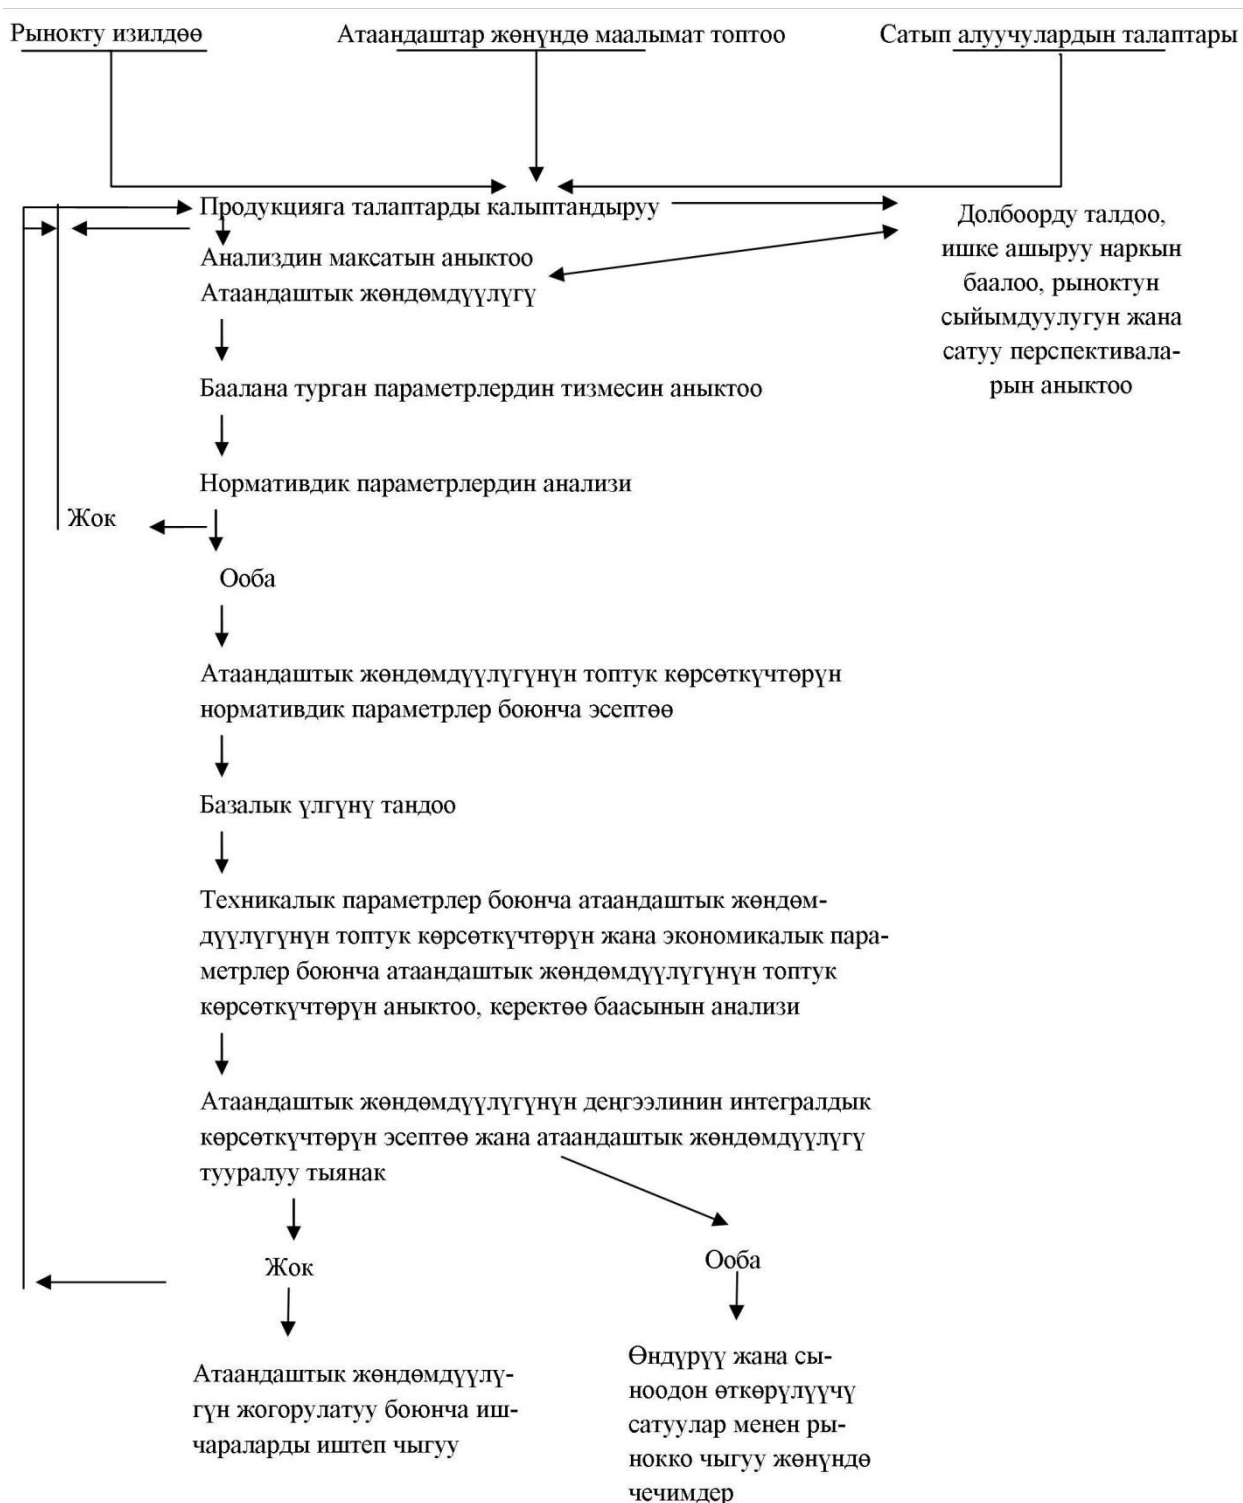 Рынокту изилдөө
Атаандаштар жөнүндө маалымат топтоо
Сатып алуучулардын талаптары
Продукцияга талаптарды калыптандыруу
Долбоорду талдоо,
ишке ашыруу наркын
баалоо, рыноктун
сыйымдуулугун жана
сатуу перспективала-
рын аныктоо
Анализдин максатын аныктоо
Атаандаштык жөндөмдүүлүгү
Баалана турган параметрлердин тизмесин аныктоо
Нормативдик параметрлердин анализи
Жок
Ооба
Атаандаштык жөндөмдүүлүгүнүн топтук көрсөткүчтөрүн
нормативдик параметрлер боюнча эсептөө
Базалык үлгүнү тандоо
Техникалык параметрлер боюнча атаандаштык жөндөм-
дүүлүгүнүн топтук көрсөткүчтөрүн жана экономикалык пара-
метрлер боюнча атаандаштык жөндөмдүүлүгүнүн топтук
көрсөткүчтөрүн аныктоо, керектөө баасынын анализи
Атаандаштык жөндөмдүүлүгүнүн деңгээлинин интегралдык
көрсөткүчтөрүн эсептөө жана атаандаштык жөндөмдүүлүгү
тууралуу тыянак
Жок
Ооба
Атаандаштык жөндөмдүүлү-
гүн жогорулатуу боюнча иш-
чараларды иштеп чыгуу
Өндүрүү жана сы-
ноодон өткөрүлүүчү
сатуулар менен ры-
нокко чыгуу жөнүндө
чечимдер